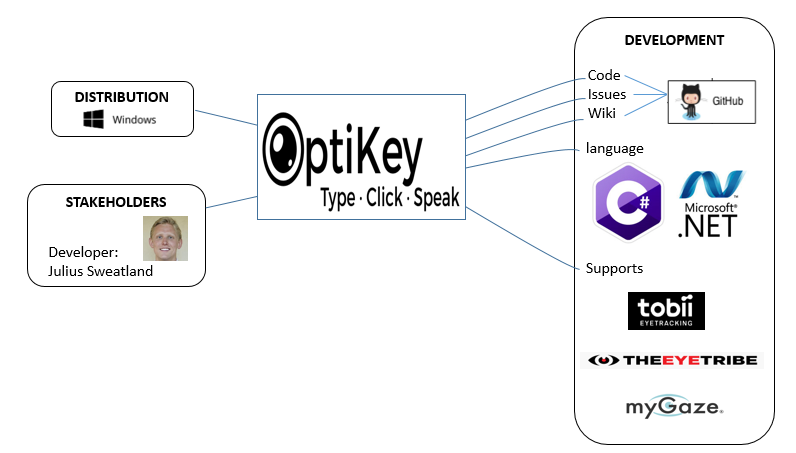 DISTRIBUTION
Windows
STAKEHOLDERS
Developer:
Julius Sweatland
OptiKey
Type · Click · Speak
DEVELOPMENT
Code
Issues
Wiki
GitHub
language
C#
Microsoft®
.NET
Supports
tobii
EYETRACKING
THEEYETRIBE
myGaze®